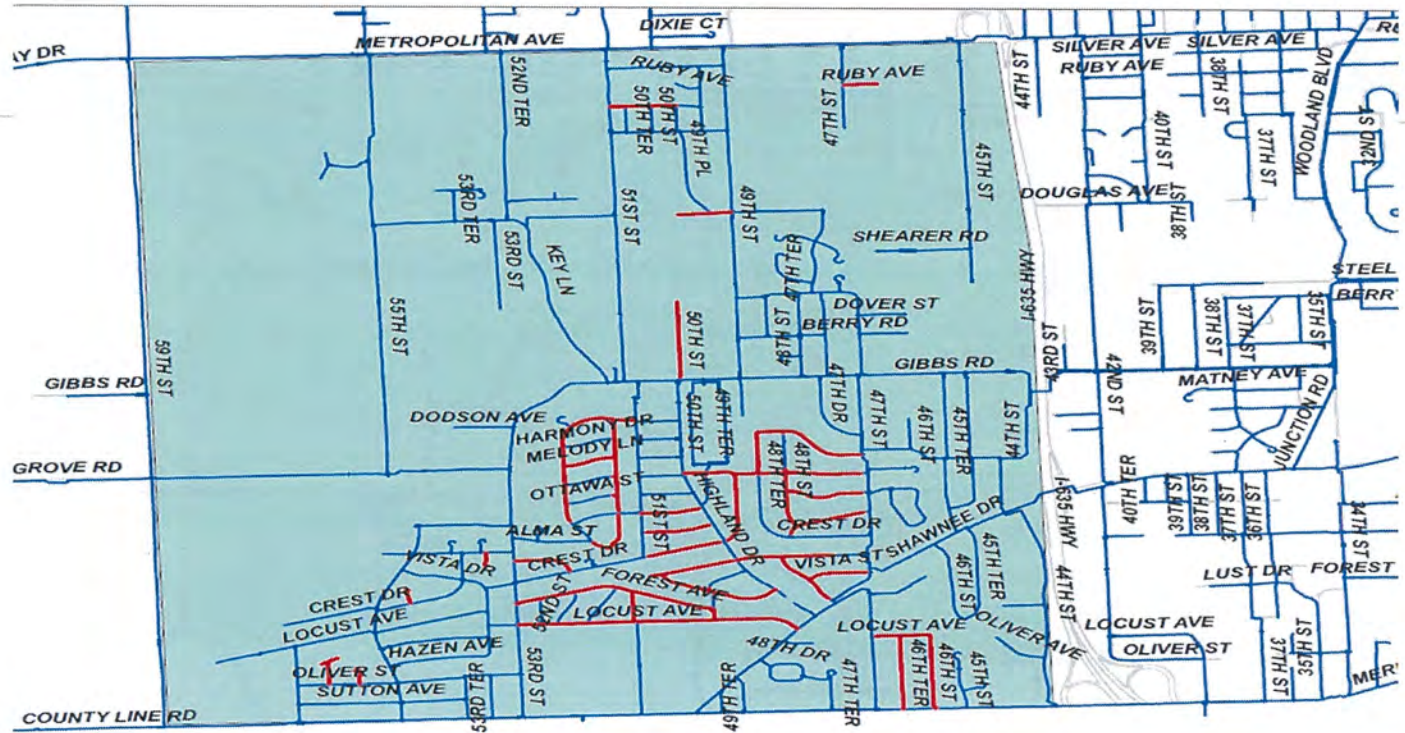 DIXIE CT
METROPOLITAN AVE
AY DR
SILVER AVE
SILVER AVE
RUBY AVE
RUBY AVE
RUBY AVE
52ND TER
50TH TER
50TH ST
49TH PL
47TH ST
45TH ST
44TH ST
40TH ST
38TH ST
37TH ST
WOODLAND BLVD
32ND ST
53RD TER
53RD ST
KEY LN
51ST ST
49TH ST
DOUGLAS AVE
38TH ST
SHEARER RD
47TH TER
I-635 HWY
STEEL
BERR
59TH ST
55TH ST
50TH ST
48TH ST
DOVER ST
BERRY RD
43RD ST
42ND ST
39TH ST
38TH ST
37TH ST
35TH ST
GIBBS RD
GIBBS RD
MATNEY AVE
JUNCTION RD
DODSON AVE
HARMONY DR
MELODY LN
50TH ST
49TH TER
47TH DR
47TH ST
46TH ST
45TH TER
44TH ST
GROVE RD
OTTAWA ST
48TH TER
48TH ST
HIGHLAND DR
51ST ST
ALMA ST
CREST DR
SHAWNEE DR
I-635 HWY
40TH TER
39TH ST
38TH ST
37TH ST
36TH ST
34TH ST
VISTA DR
CREST DR
VISTA ST
45TH TER
46TH ST
44TH ST
LUST DR
FOREST
CREST DR
LOCUST AVE
52ND ST
FOREST AVE
LOCUST AVE
LOCUST AVE
OLIVER AVE
LOCUST AVE
OLIVER ST
HAZEN AVE
OLIVER ST
SUTTON AVE
53RD TER
53RD ST
48TH DR
49TH TER
47TH TER
46TH TER
46TH ST
45TH ST
37TH ST
35TH ST
MER
COUNTY LINE RD